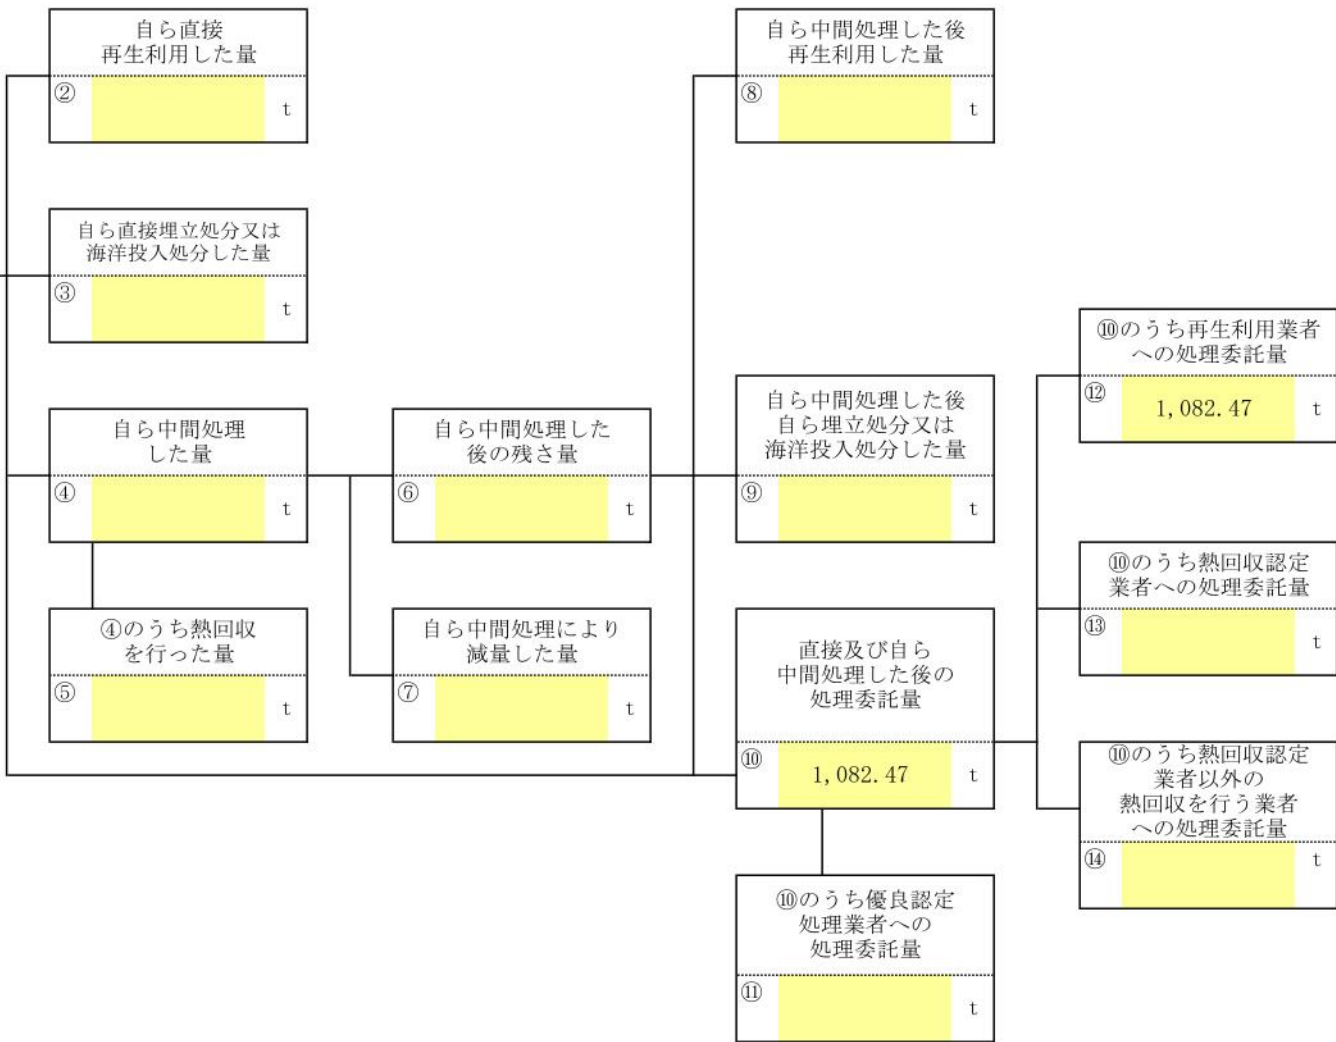 自ら直接
再生利用した量
②
t
自ら中間処理した後
再生利用した量
⑧
t
自ら直接埋立処分又は
海洋投入処分した量
③
t
⑩のうち再生利用業者
への処理委託量
⑫
1,082.47
t
自ら中間処理
した量
④
t
自ら中間処理した
後の残さ量
⑥
t
自ら中間処理した後
自ら埋立処分又は
海洋投入処分した量
⑨
t
⑩のうち熱回収認定
業者への処理委託量
⑬
t
④のうち熱回収
を行った量
⑤
t
自ら中間処理により
減量した量
⑦
t
直接及び自ら
中間処理した後の
処理委託量
⑩
1,082.47
t
⑩のうち熱回収認定
業者以外の
熱回収を行う業者
への処理委託量
⑭
t
⑩のうち優良認定
処理業者への
処理委託量
⑪
t